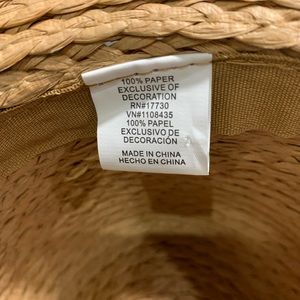 100% PAPER
EXCLUSIVE OF
DECORATION
RN#17730
VN#1108435
100% PAPEL
EXCLUSIVO DE
DECORACIÓN
MADE IN CHINA
HECHO EN CHINA